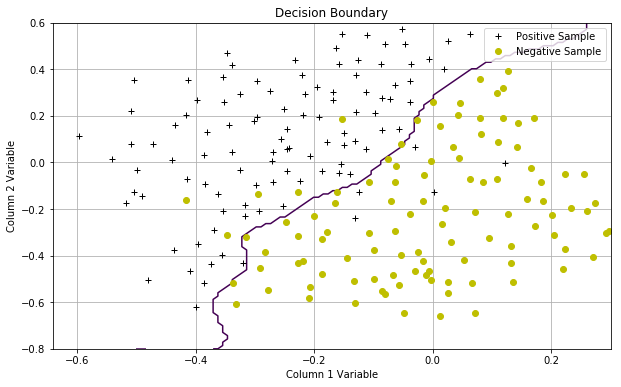 Decision Boundary
Positive Sample
Negative Sample
Column 2 Variable
0.6
0.4
0.2
0.0
−0.2
−0.4
−0.6
−0.8
−0.6
−0.4
−0.2
0.0
0.2
Column 1 Variable